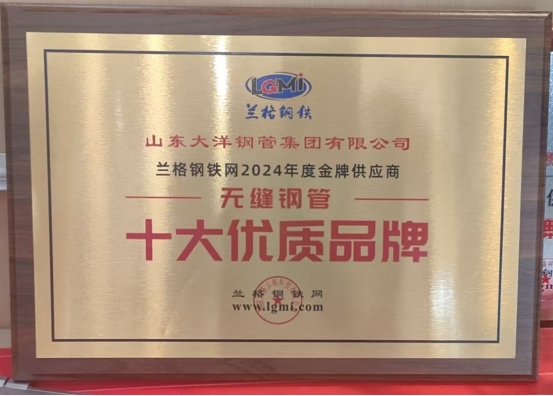 LGMi
兰格钢铁
山东大洋钢管集团有限公司
兰格钢铁网2024年度金牌供应商
无缝钢管
十大优质品牌
兰格钢铁网
www.lgmi.com